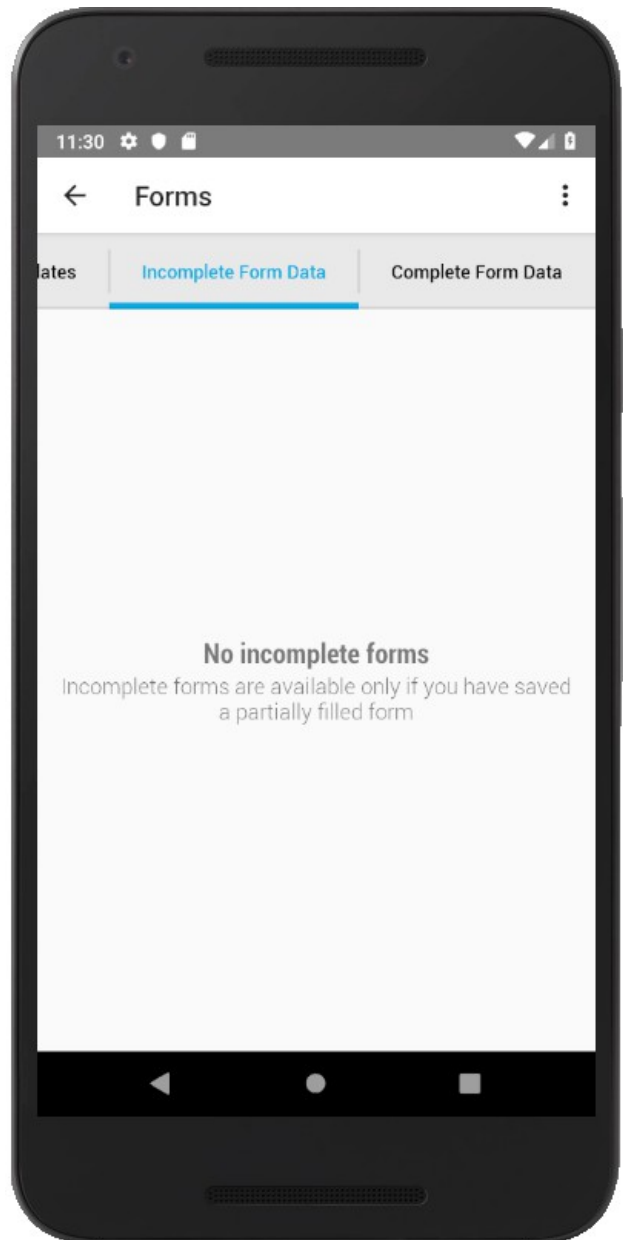 11:30
Forms
lates Incomplete Form Data Complete Form Data
No incomplete forms
Incomplete forms are available only if you have saved
a partially filled form